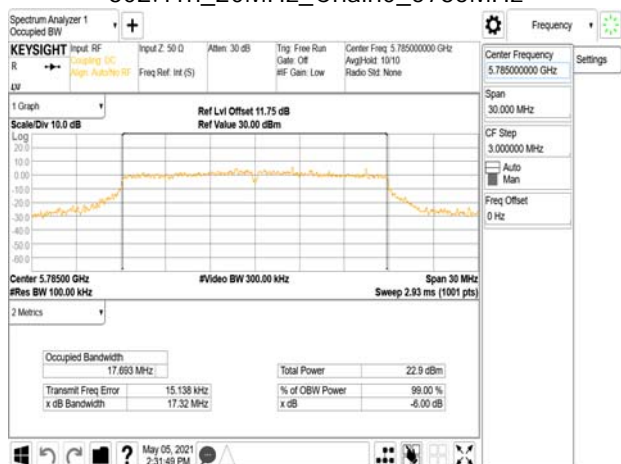 Spectrum Analyzer 1
Occupied BW
Frequency
KEYSIGHT
R
Input: RF
Coupling: DC
Align: Auto/No RF
Input Z: 50 Ω
Freq Ref: Int (S)
Atten: 30 dB
Trig: Free Run
Gate: Off
#IF Gain: Low
Center Freq: 5.785000000 GHz
Avg|Hold: 10/10
Radio Std: None
Center Frequency
5.785000000 GHz
Settings
Span
30.000 MHz
CF Step
3.000000 MHz
Auto
Man
Freq Offset
0 Hz
1 Graph
Scale/Div 10.0 dB
Ref Lvl Offset 11.75 dB
Ref Value 30.00 dBm
Log
20.0
10.0
0.00
-10.0
-20.0
-30.0
-40.0
-50.0
-60.0
Center 5.78500 GHz
#Res BW 100.00 kHz
#Video BW 300.00 kHz
Span 30 MHz
Sweep 2.93 ms (1001 pts)
2 Metrics
Occupied Bandwidth
17.693 MHz
Transmit Freq Error 15.138 kHz
x dB Bandwidth 17.32 MHz
Total Power 22.9 dBm
% of OBW Power 99.00 %
x dB -6.00 dB
May 05, 2021
2:31:49 PM